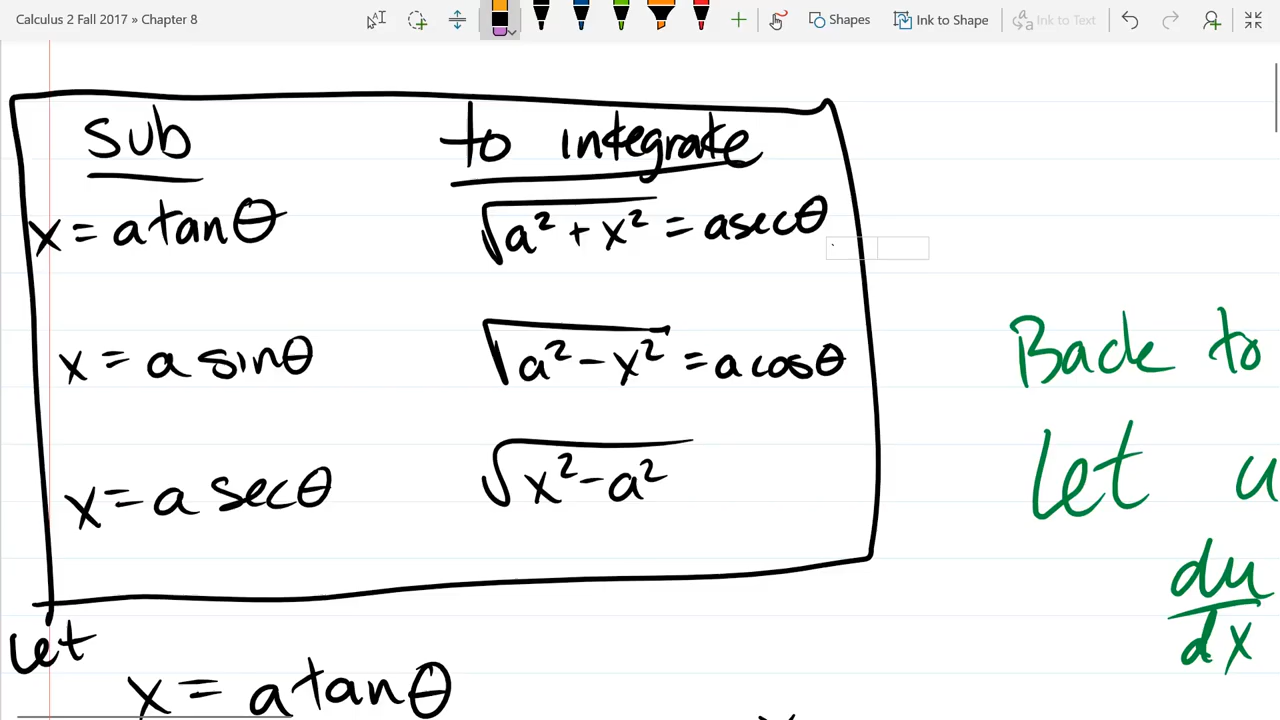 Calculus 2 Fall 2017 » Chapter 8
Shapes
Ink to Shape
Ink to Text
sub to integrate
x = a tanθ √a² + x² = a secθ
x = a sinθ √a² - x² = a cosθ
x = a secθ √x² - a²
Let
x = a tanθ
Back to
Let u
du
dx